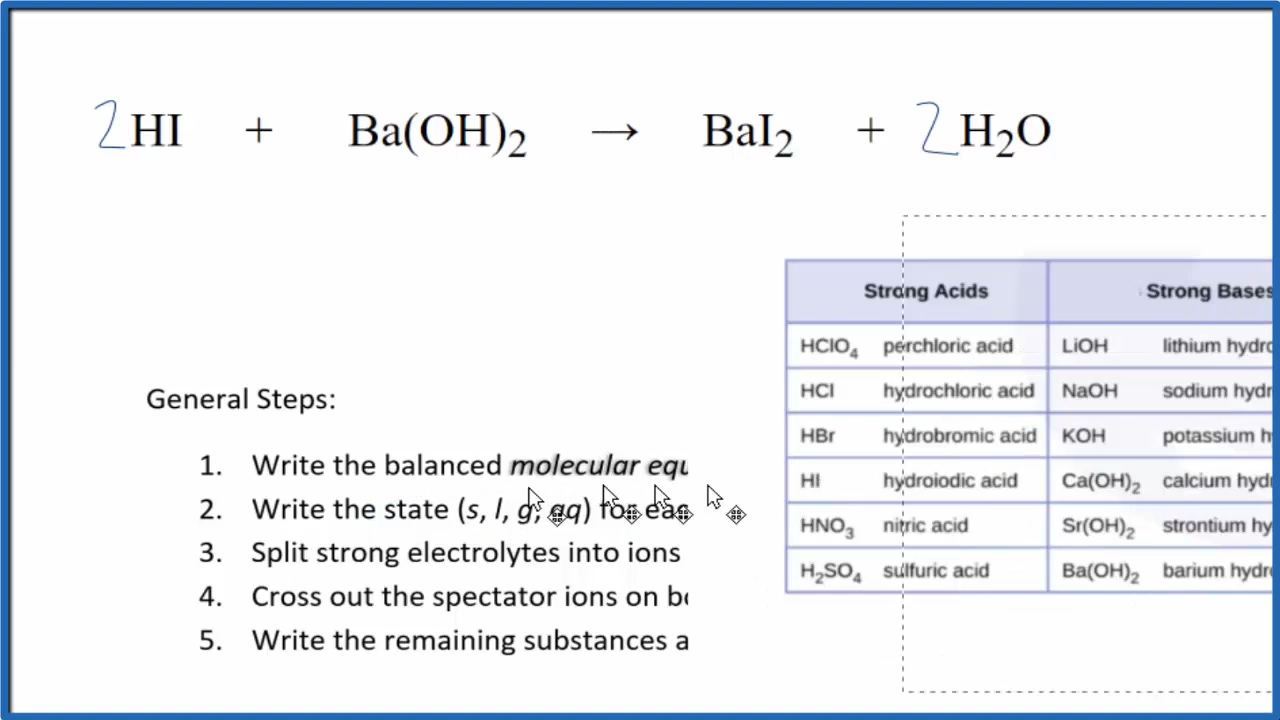 2HI + Ba(OH)₂ → BaI₂ + 2H₂O
Strong Acids Strong Bases
HClO₄ perchloric acid LiOH lithium hydro
HCl hydrochloric acid NaOH sodium hydr
HBr hydrobromic acid KOH potassium h
HI hydroiodic acid Ca(OH)₂ calcium hydr
HNO₃ nitric acid Sr(OH)₂ strontium hy
H₂SO₄ sulfuric acid Ba(OH)₂ barium hydr
General Steps:
1. Write the balanced molecular equ
2. Write the state (s, l, g, aq) for eac
3. Split strong electrolytes into ions
4. Cross out the spectator ions on bo
5. Write the remaining substances a